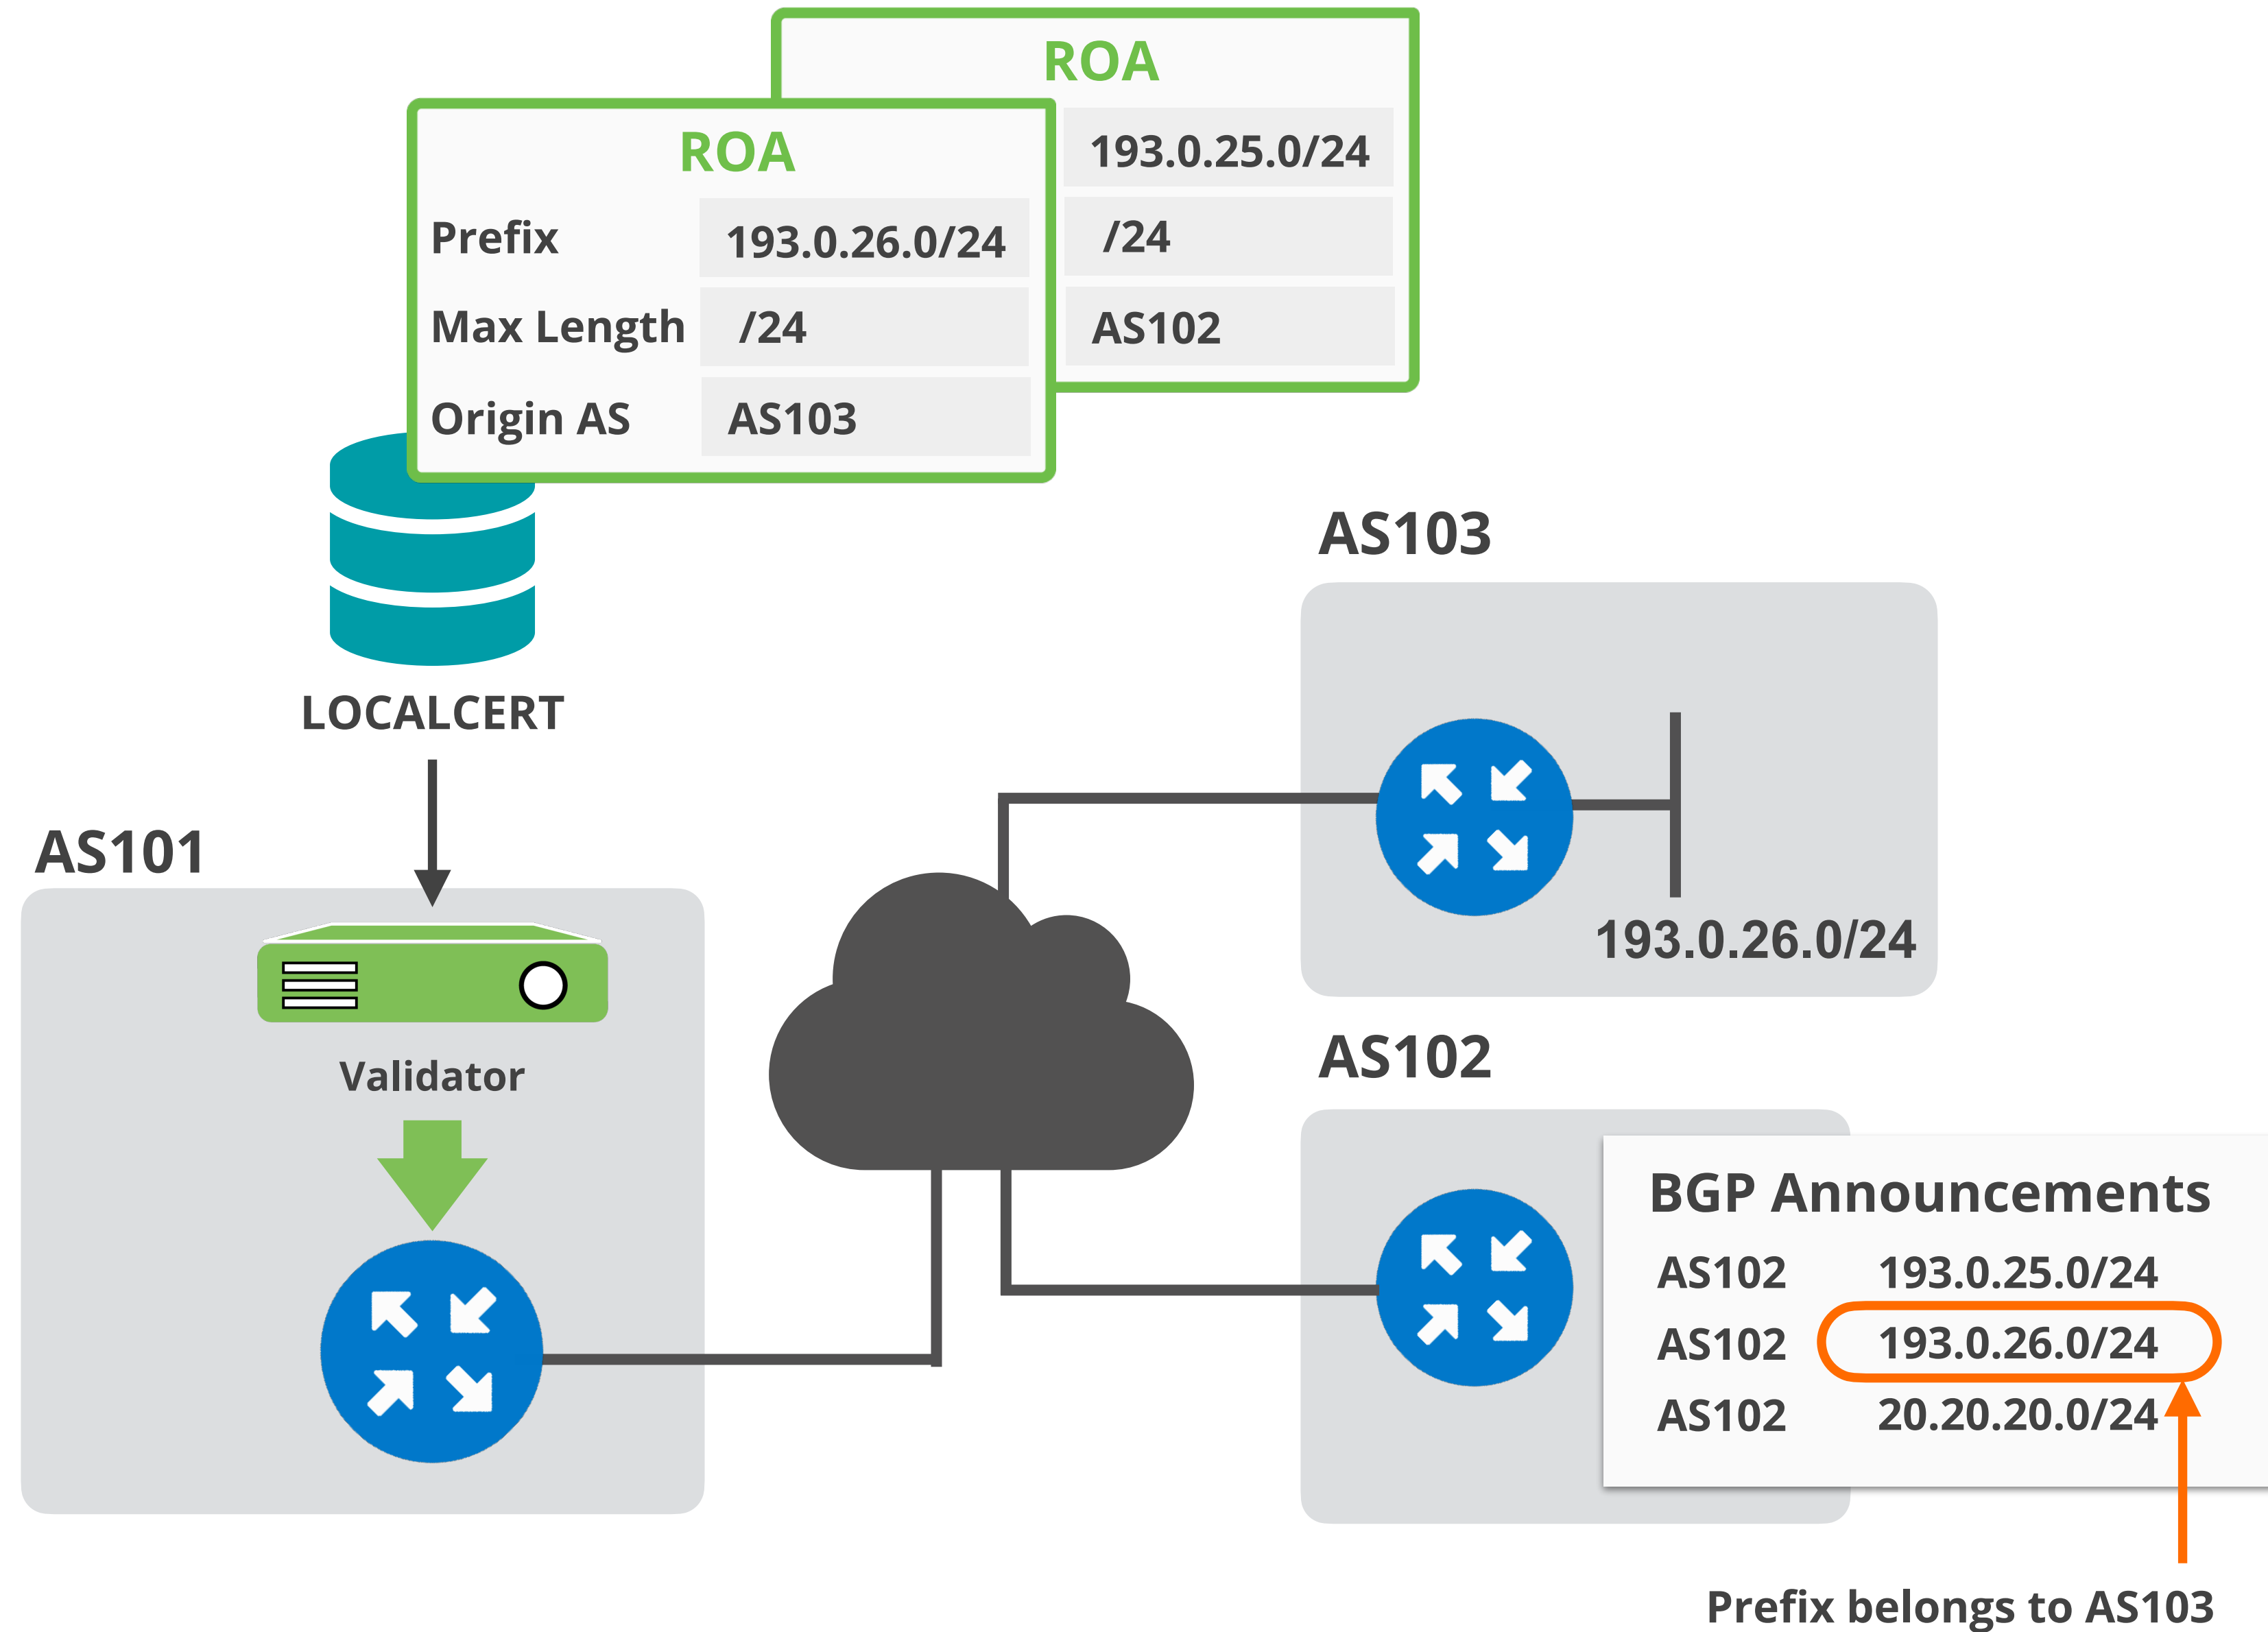 ROA
193.0.25.0/24
/24
AS102
ROA
Prefix 193.0.26.0/24
Max Length /24
Origin AS AS103
LOCALCERT
AS103
193.0.26.0/24
AS101
Validator
AS102
BGP Announcements
AS102 193.0.25.0/24
AS102 193.0.26.0/24
AS102 20.20.20.0/24
Prefix belongs to AS103